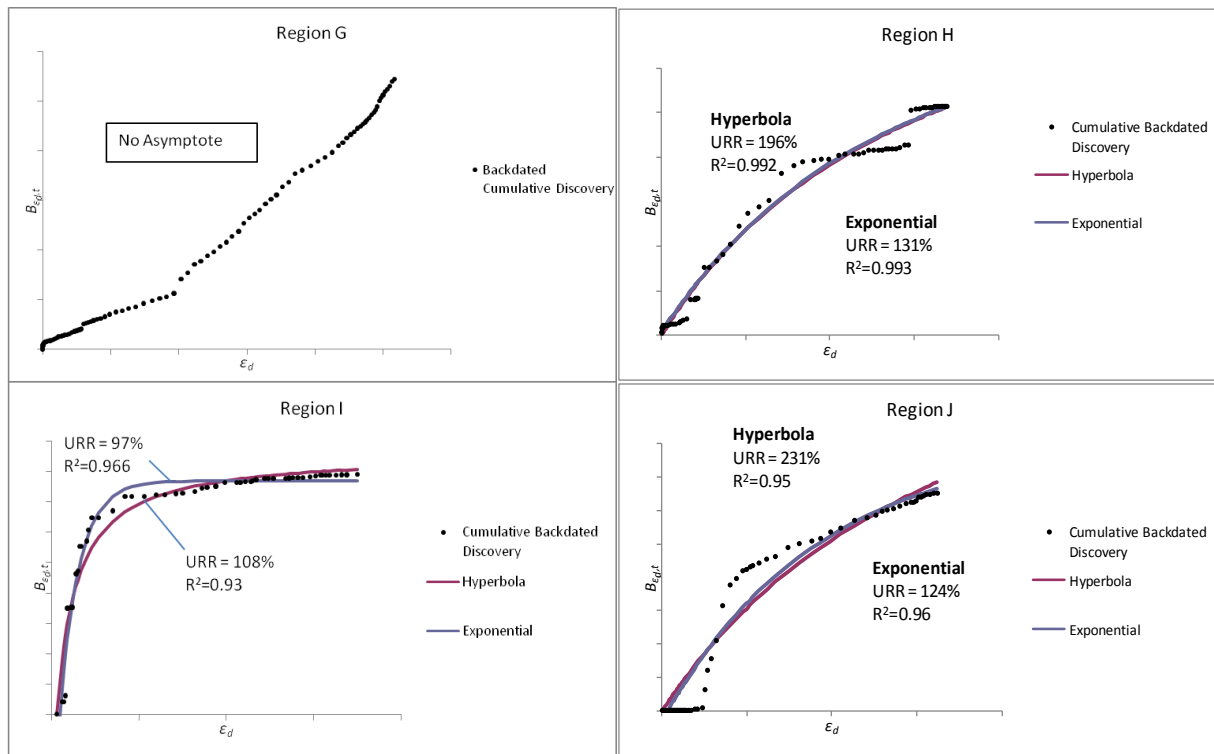 Region G
No Asymptote
Backdated
Cumulative Discovery
B_{εd,t}
ε_d
Region H
Hyperbola
URR = 196%
R²=0.992
Exponential
URR = 131%
R²=0.993
Cumulative Backdated
Discovery
Hyperbola
Exponential
B_{εd,t}
ε_d
Region I
URR = 97%
R²=0.966
URR = 108%
R²=0.93
Cumulative Backdated
Discovery
Hyperbola
Exponential
B_{εd,t}
ε_d
Region J
Hyperbola
URR = 231%
R²=0.95
Exponential
URR = 124%
R²=0.96
Cumulative Backdated
Discovery
Hyperbola
Exponential
B_{εd,t}
ε_d